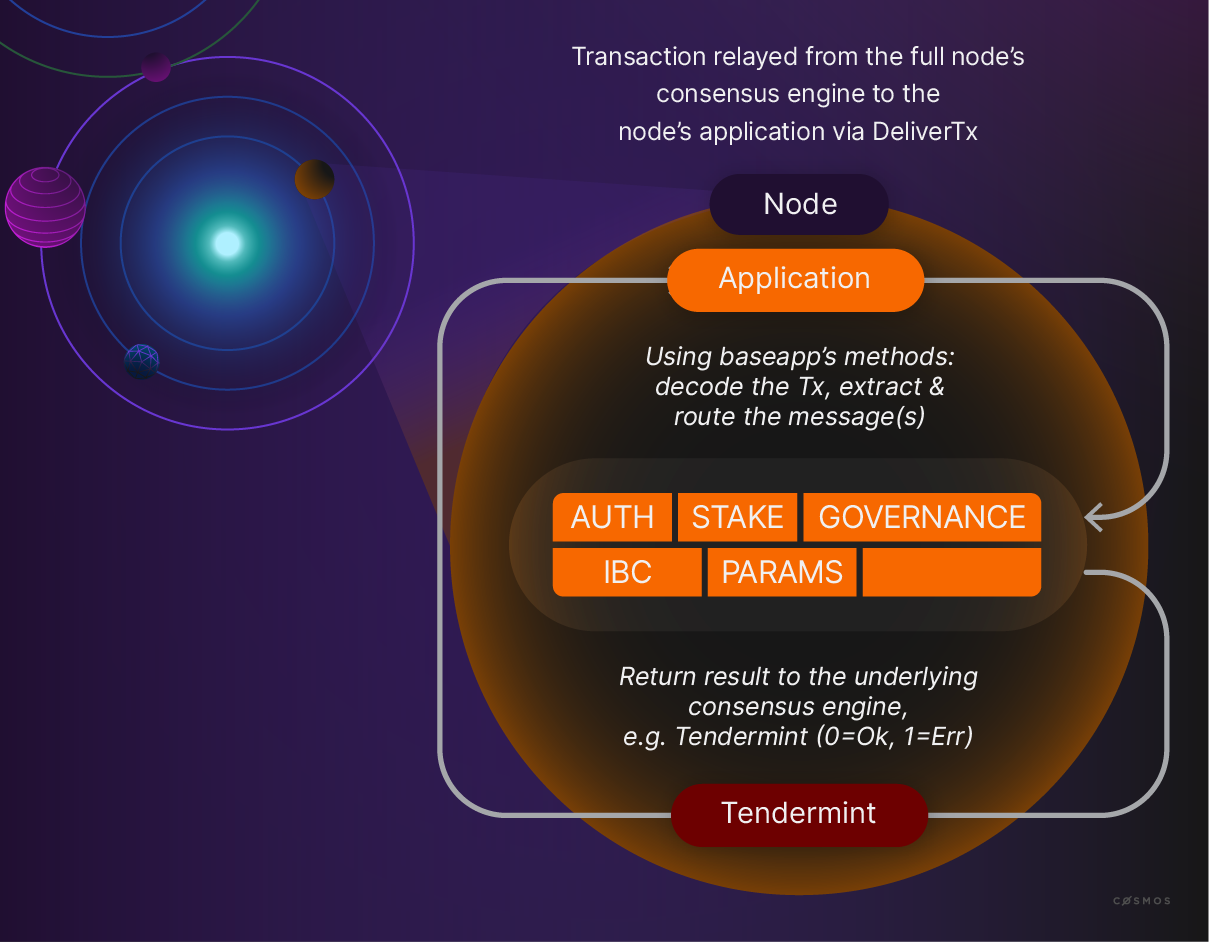 Transaction relayed from the full node’s
consensus engine to the
node’s application via DeliverTx
Node
Application
Using baseapp’s methods:
decode the Tx, extract &
route the message(s)
AUTH STAKE GOVERNANCE
IBC PARAMS
Return result to the underlying
consensus engine,
e.g. Tendermint (0=Ok, 1=Err)
Tendermint
CØSMOS